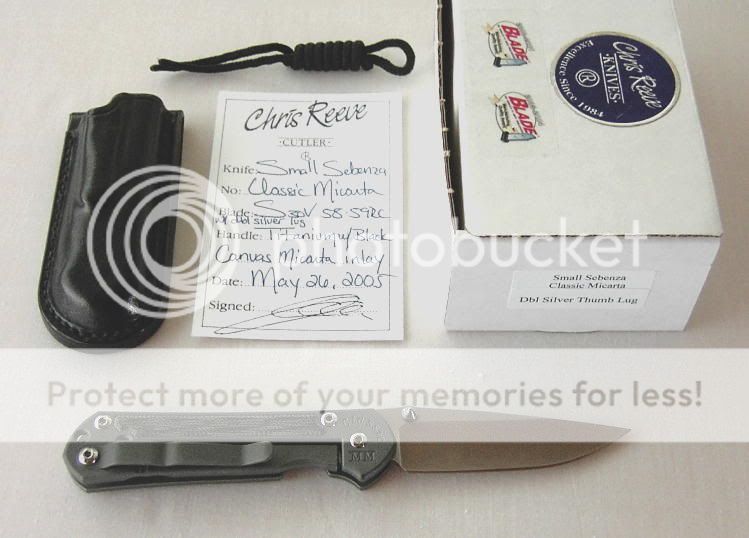 Chris Reeve
·CUTLER·
R
Knife: Small Sebenza
No: Classic Micarta
Blade: S30V 58-59RC
w/ dbl silver lug
Handle: Titanium w/ Black
Canvas Micarta Inlay
Date: May 26, 2005
Signed:
BLADE
BLADE
Chris Reeve
KNIVES
R
Excellence Since 1984
Small Sebenza
Classic Micarta
Dbl Silver Thumb Lug
photobucket
Protect more of your memories for less!
MM